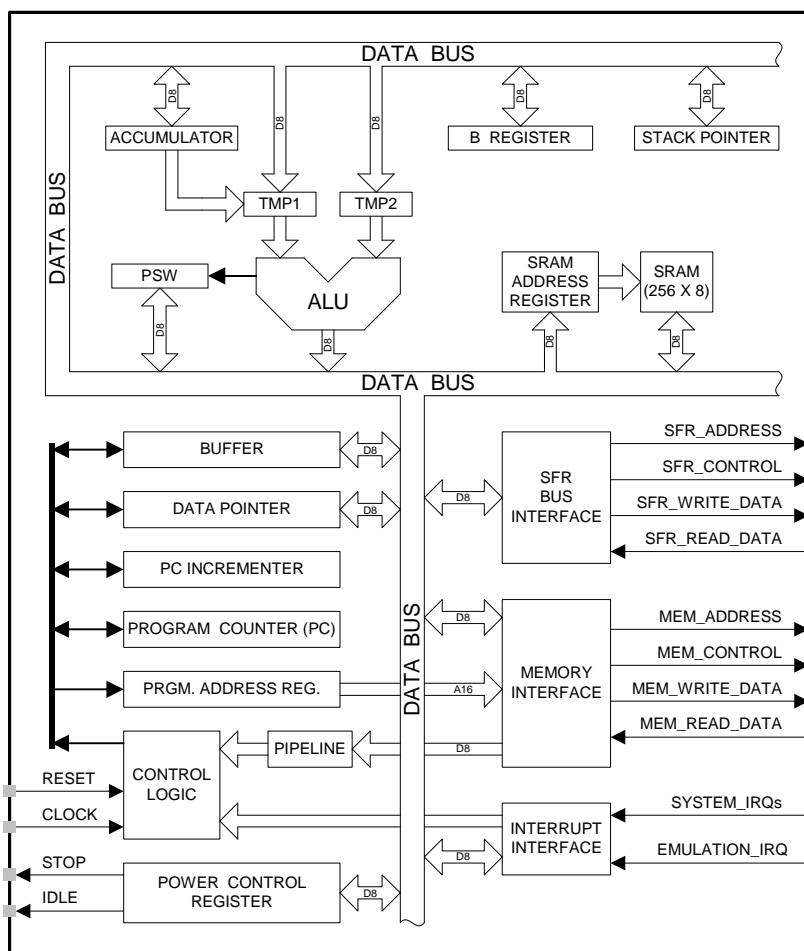 DATA BUS
D8
D8
D8
D8
D8
ACCUMULATOR
B REGISTER
STACK POINTER
DATA BUS
TMP1
TMP2
PSW
ALU
SRAM
ADDRESS
REGISTER
SRAM
(256 X 8)
D8
D8
D8
D8
DATA BUS
BUFFER
D8
SFR_ADDRESS
SFR_CONTROL
SFR_WRITE_DATA
SFR_READ_DATA
SFR
BUS
INTERFACE
D8
DATA POINTER
D8
PC INCREMENTER
DATA BUS
PROGRAM COUNTER (PC)
D8
MEM_ADDRESS
MEM_CONTROL
MEM_WRITE_DATA
MEM_READ_DATA
MEMORY
INTERFACE
PRGM. ADDRESS REG.
A16
PIPELINE
D8
CONTROL
LOGIC
RESET
CLOCK
SYSTEM_IRQs
EMULATION_IRQ
INTERRUPT
INTERFACE
D8
STOP
IDLE
POWER CONTROL
REGISTER
D8